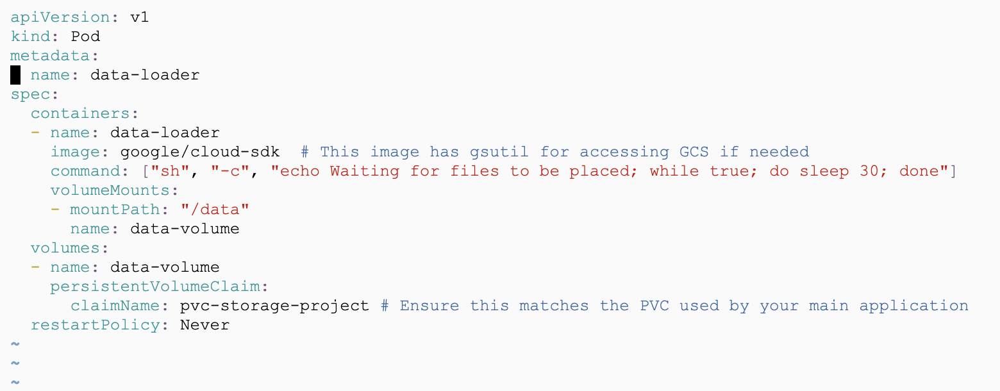 apiVersion: v1
kind: Pod
metadata:
  name: data-loader
spec:
  containers:
  - name: data-loader
    image: google/cloud-sdk  # This image has gsutil for accessing GCS if needed
    command: ["sh", "-c", "echo Waiting for files to be placed; while true; do sleep 30; done"]
    volumeMounts:
    - mountPath: "/data"
      name: data-volume
  volumes:
  - name: data-volume
    persistentVolumeClaim:
      claimName: pvc-storage-project # Ensure this matches the PVC used by your main application
  restartPolicy: Never
~
~
~